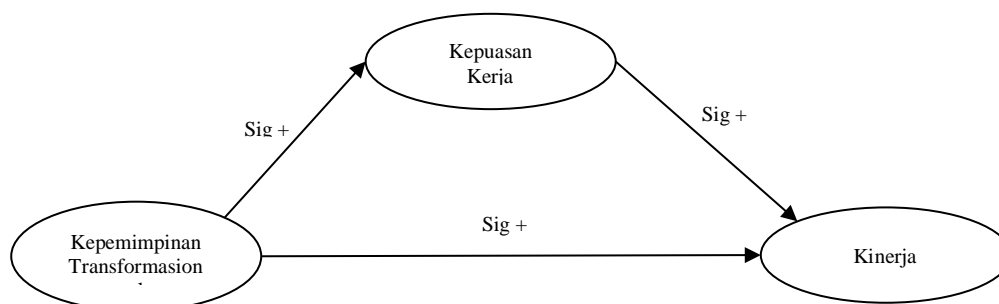 Kepuasan
Kerja
Sig +
Sig +
Sig +
Kepemimpinan
Transformasion
Kinerja